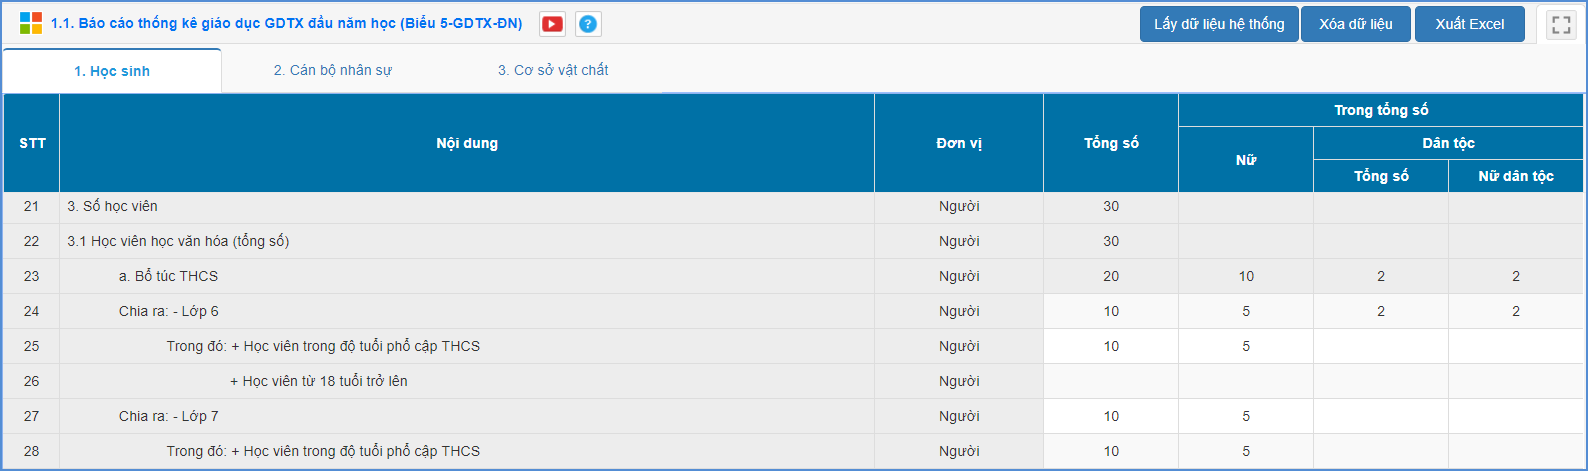 1.1. Báo cáo thống kê giáo dục GDTX đầu năm học (Biểu 5-GDTX-ĐN) ? Lấy dữ liệu hệ thống Xóa dữ liệu Xuất Excel
1. Học sinh 2. Cán bộ nhân sự 3. Cơ sở vật chất
STT Nội dung Đơn vị Tổng số Trong tổng số
Nữ Dân tộc
Tổng số Nữ dân tộc
21 3. Số học viên Người 30
22 3.1 Học viên học văn hóa (tổng số) Người 30
23 a. Bổ túc THCS Người 20 10 2 2
24 Chia ra: - Lớp 6 Người 10 5 2 2
25 Trong đó: + Học viên trong độ tuổi phổ cập THCS Người 10 5
26 + Học viên từ 18 tuổi trở lên Người
27 Chia ra: - Lớp 7 Người 10 5
28 Trong đó: + Học viên trong độ tuổi phổ cập THCS Người 10 5